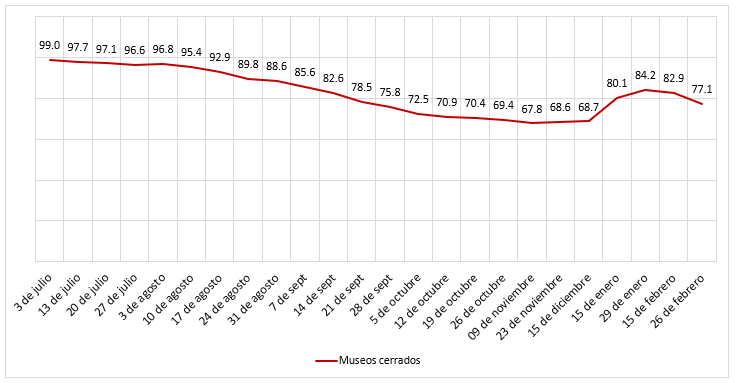 99.0
97.7
97.1
96.6
96.8
95.4
92.9
89.8
88.6
85.6
82.6
78.5
75.8
72.5
70.9
70.4
69.4
67.8
68.6
68.7
80.1
84.2
82.9
77.1
3 de julio
13 de julio
20 de julio
27 de julio
3 de agosto
10 de agosto
17 de agosto
24 de agosto
31 de agosto
7 de sept
14 de sept
21 de sept
28 de sept
5 de octubre
12 de octubre
19 de octubre
26 de octubre
09 de noviembre
23 de noviembre
15 de diciembre
15 de enero
29 de enero
15 de febrero
26 de febrero
Museos cerrados